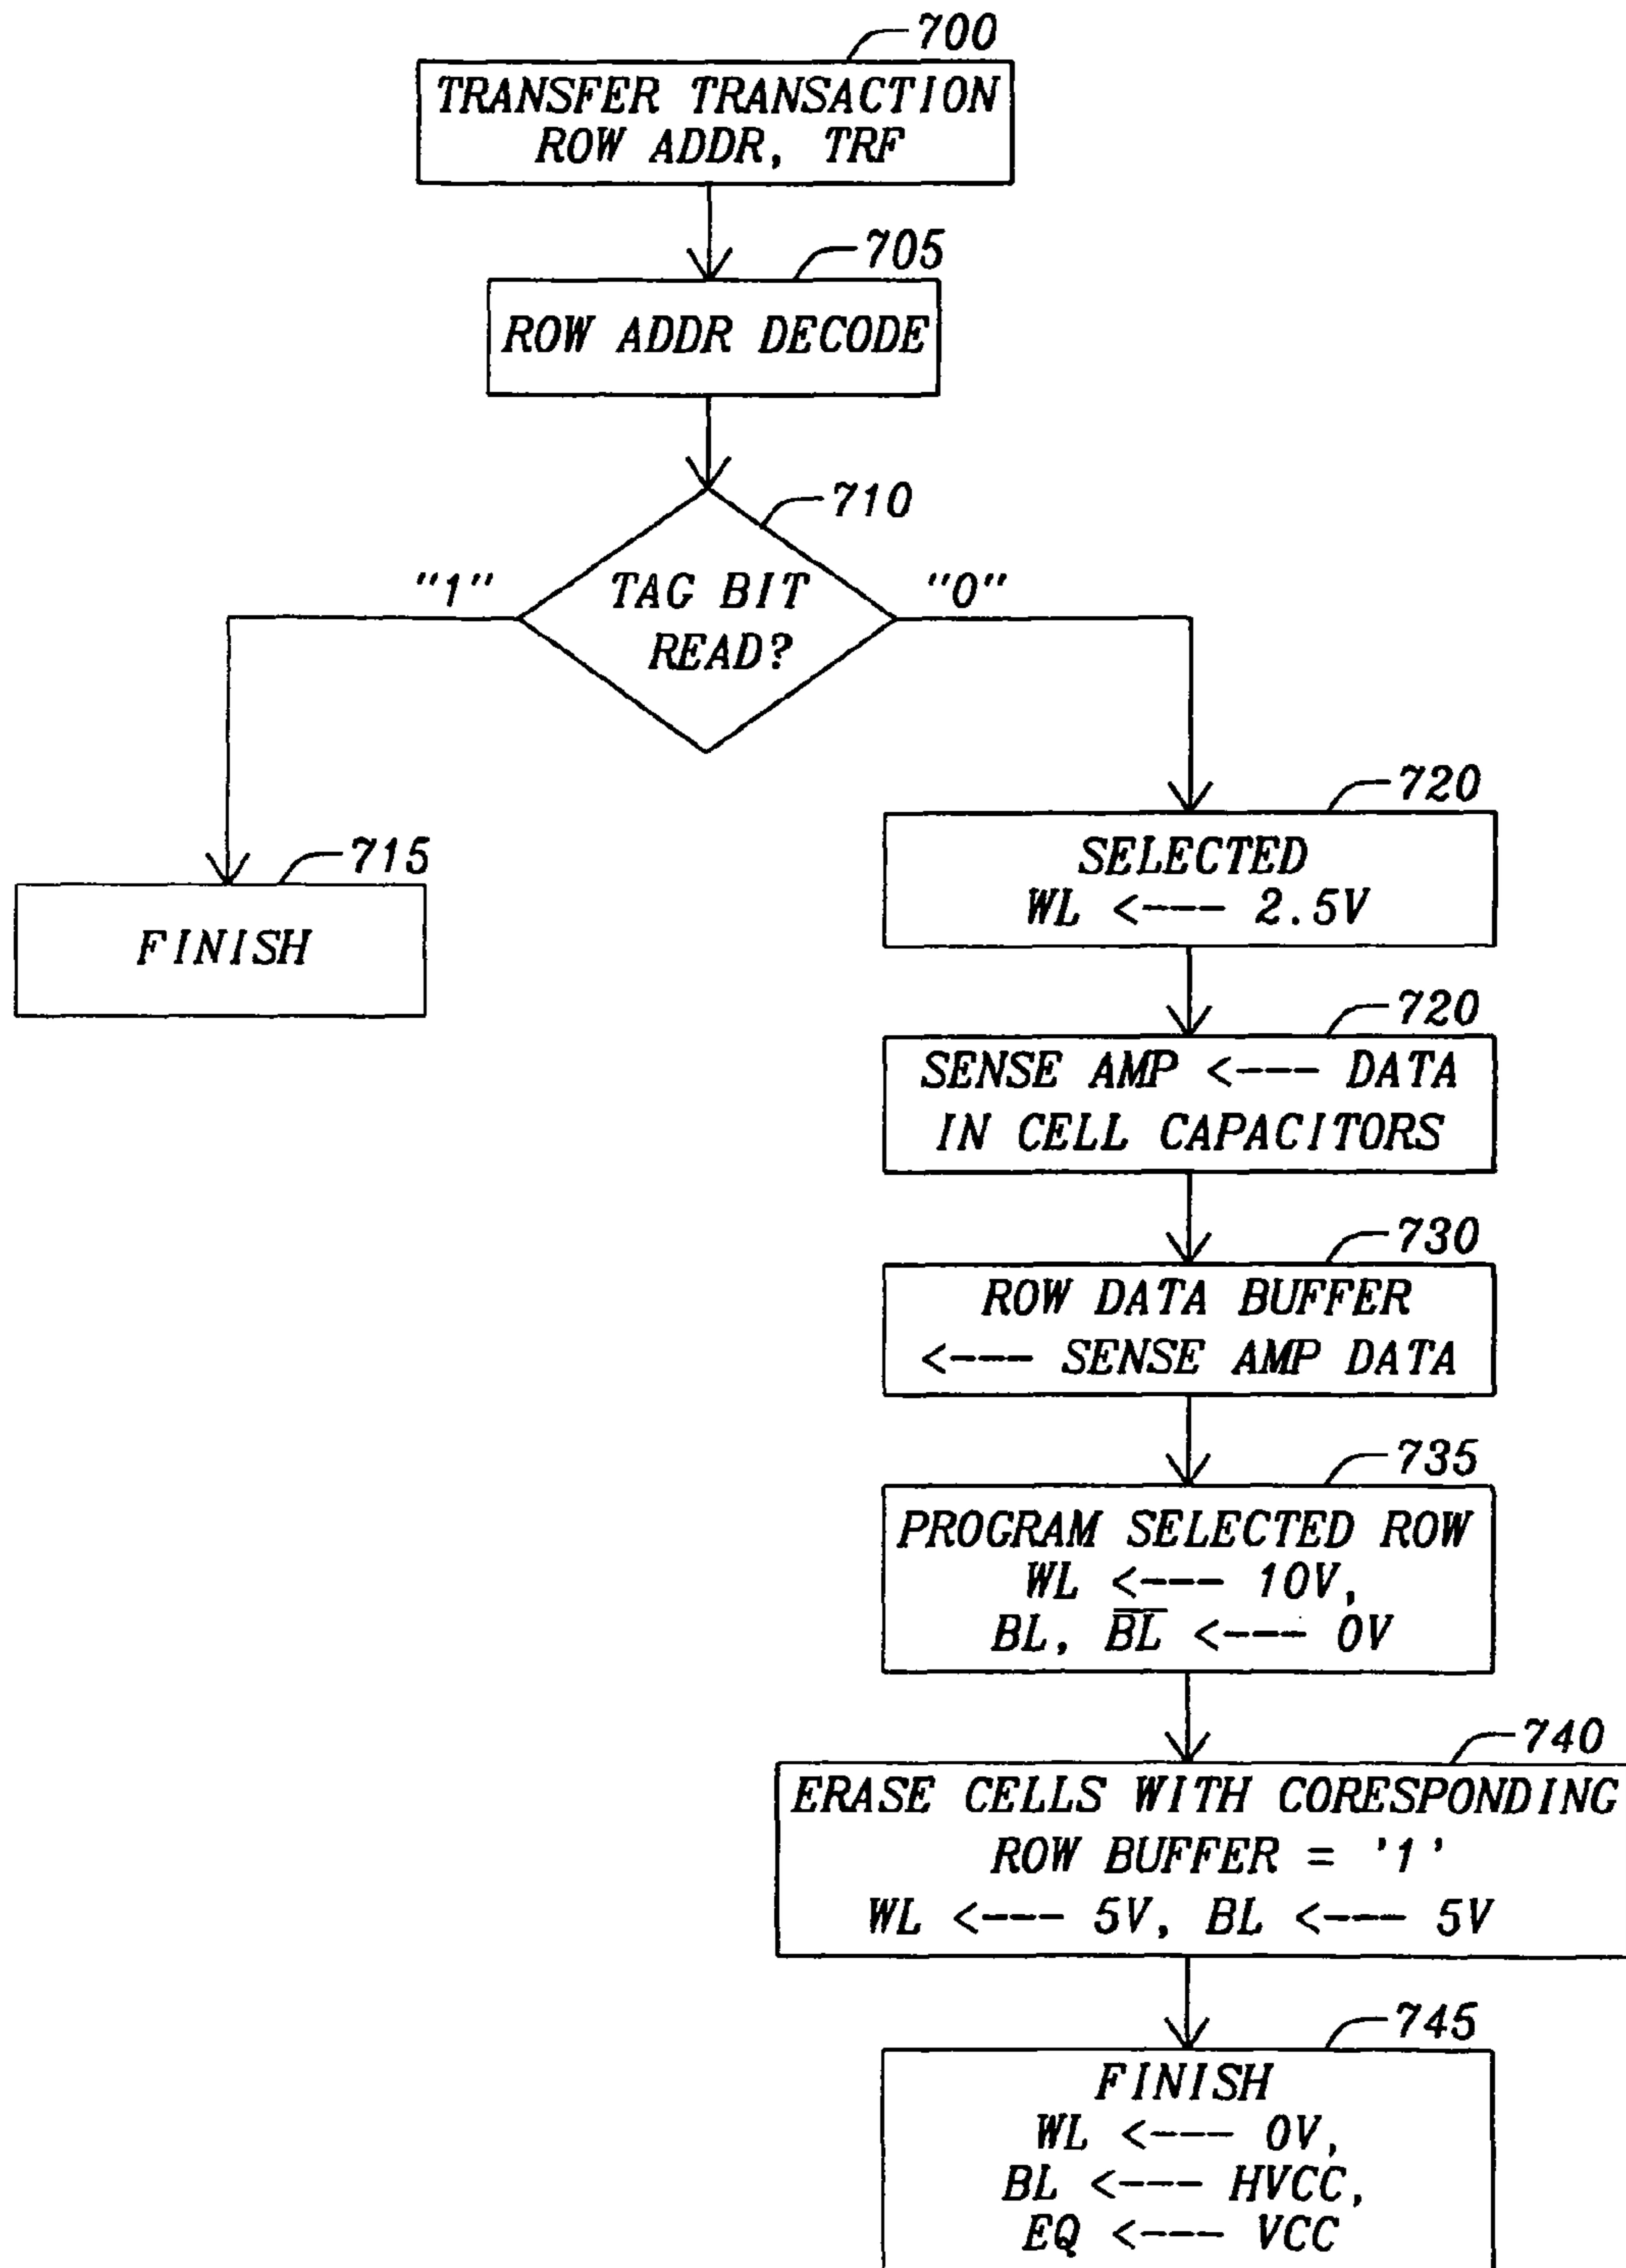 700
TRANSFER TRANSACTION
ROW ADDR, TRF
705
ROW ADDR DECODE
710
"1"
TAG BIT
READ?
"0"
715
FINISH
720
SELECTED
WL <--- 2.5V
720
SENSE AMP <--- DATA
IN CELL CAPACITORS
730
ROW DATA BUFFER
<--- SENSE AMP DATA
735
PROGRAM SELECTED ROW
WL <--- 10V,
BL, B̅L̅ <--- 0V
740
ERASE CELLS WITH CORESPONDING
ROW BUFFER = '1'
WL <--- 5V, BL <--- 5V
745
FINISH
WL <--- 0V,
BL <--- HVCC,
EQ <--- VCC